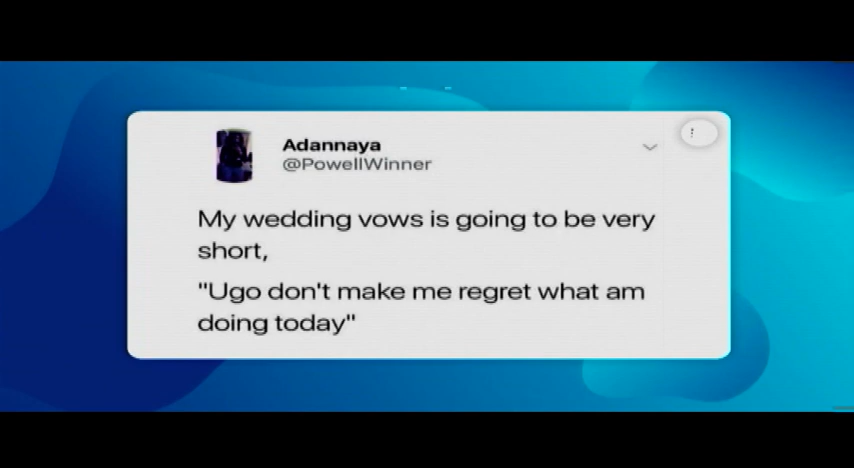 Adannaya
@PowellWinner
My wedding vows is going to be very
short,
"Ugo don't make me regret what am
doing today"